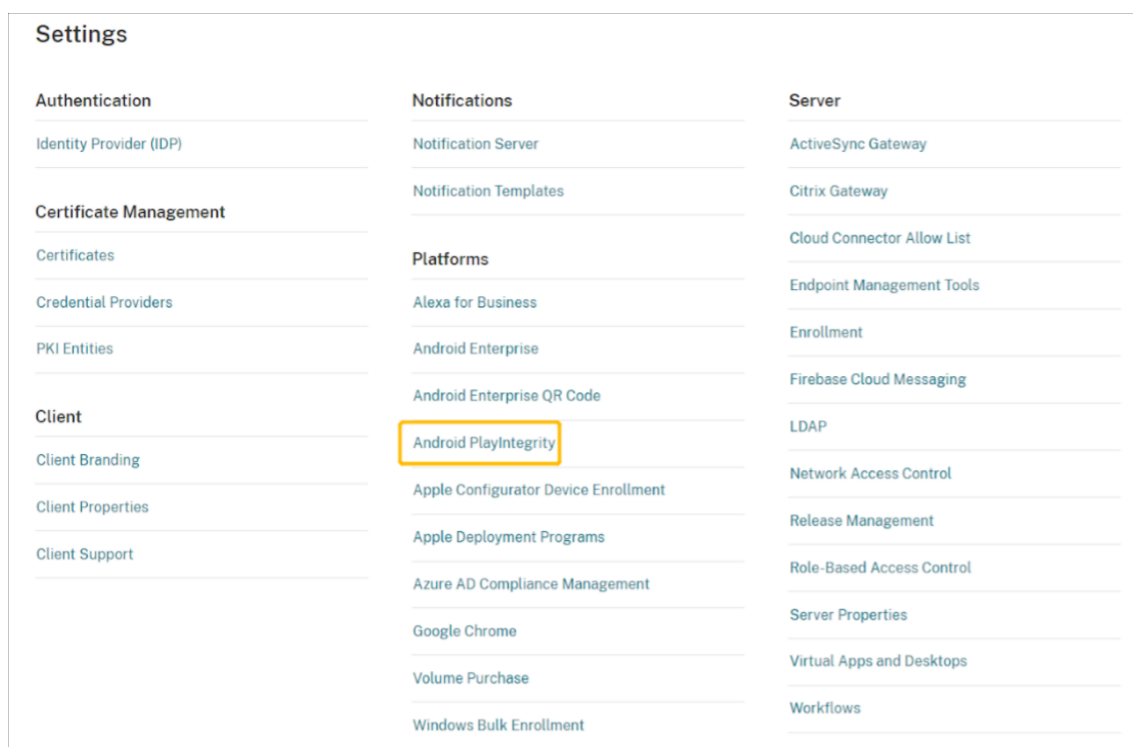 Settings
Authentication
Identity Provider (IDP)
Certificate Management
Certificates
Credential Providers
PKI Entities
Client
Client Branding
Client Properties
Client Support
Notifications
Notification Server
Notification Templates
Platforms
Alexa for Business
Android Enterprise
Android Enterprise QR Code
Android PlayIntegrity
Apple Configurator Device Enrollment
Apple Deployment Programs
Azure AD Compliance Management
Google Chrome
Volume Purchase
Windows Bulk Enrollment
Server
ActiveSync Gateway
Citrix Gateway
Cloud Connector Allow List
Endpoint Management Tools
Enrollment
Firebase Cloud Messaging
LDAP
Network Access Control
Release Management
Role-Based Access Control
Server Properties
Virtual Apps and Desktops
Workflows